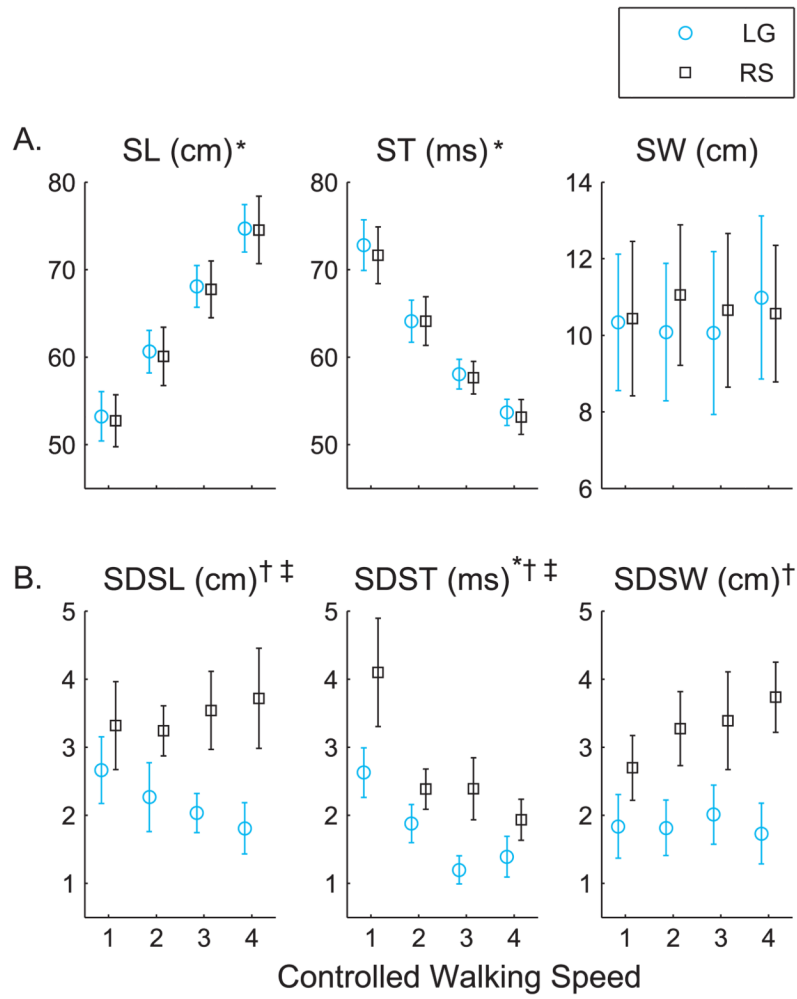 LG
RS
A.
SL (cm)*
ST (ms)*
SW (cm)
80
70
60
50
80
70
60
50
14
12
10
8
6
B.
SDSL (cm)† ‡
SDST (ms)*† ‡
SDSW (cm)†
5
4
3
2
1
5
4
3
2
1
5
4
3
2
1
1 2 3 4
1 2 3 4
1 2 3 4
Controlled Walking Speed